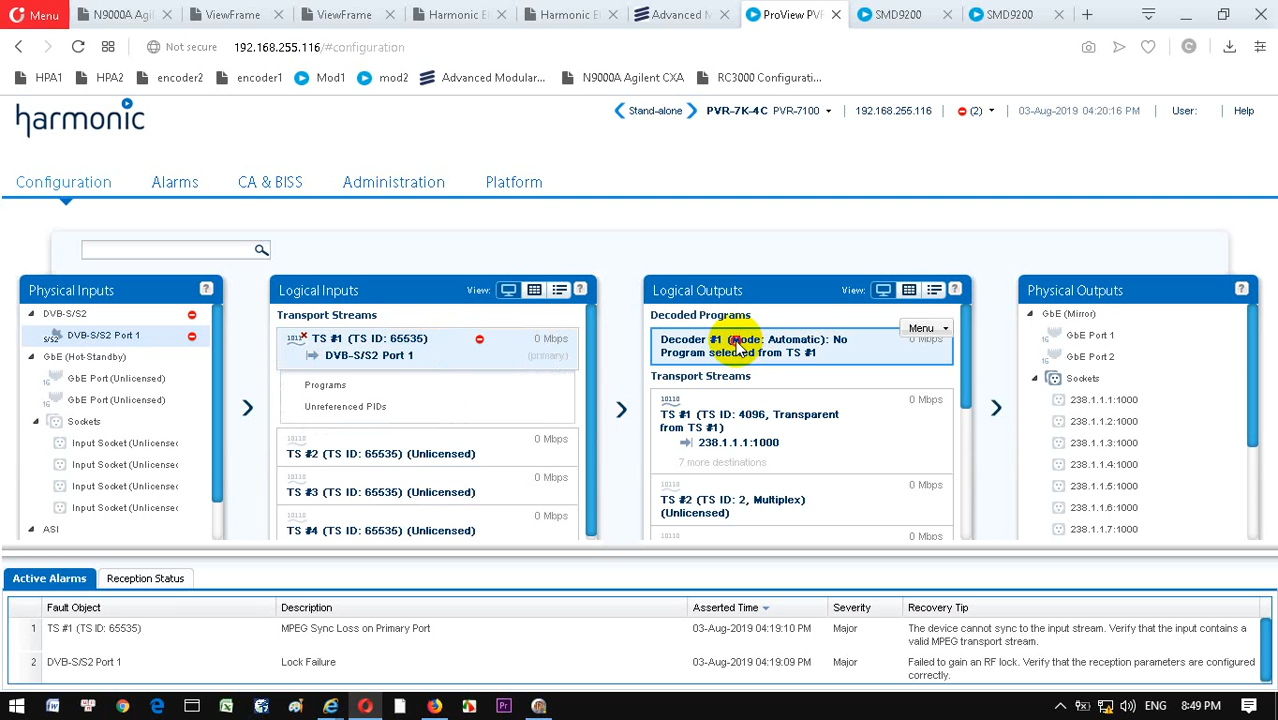 Menu
N9000A Agil
ViewFrame
ViewFrame
Harmonic E
Harmonic E
Advanced M
ProView PVR
SMD9200
SMD9200
Not secure
192.168.255.116/#configuration
HPA1
HPA2
encoder2
encoder1
Mod1
mod2
Advanced Modular...
N9000A Agilent CXA
RC3000 Configurati...
harmonic
Stand-alone
PVR-7K-4C PVR-7100
192.168.255.116
(2)
03-Aug-2019 04:20:16 PM
User:
Help
Configuration
Alarms
CA & BISS
Administration
Platform
Physical Inputs
?
DVB-S/S2
S/S2
DVB-S/S2 Port 1
GbE (Hot-Standby)
1G
GbE Port(Unlicensed)
1G
GbE Port(Unlicensed)
Sockets
Input Socket(Unlicensec
Input Socket(Unlicensec
Input Socket(Unlicensec
Input Socket(Unlicensec
ASI
Logical Inputs
View:
?
Transport Streams
TS #1 (TS ID: 65535)
0 Mbps
DVB-S/S2 Port 1
(primary)
Programs
Unreferenced PIDs
10110
0 Mbps
TS #2 (TS ID: 65535) (Unlicensed)
10110
0 Mbps
TS #3 (TS ID: 65535) (Unlicensed)
10110
0 Mbps
TS #4 (TS ID: 65535) (Unlicensed)
Logical Outputs
View:
?
Decoded Programs
Menu
Decoder #1 (Mode: Automatic): No
Program selected from TS #1
0 Mbps
Transport Streams
10110
0 Mbps
TS #1 (TS ID: 4096, Transparent
from TS #1)
238.1.1.1:1000
7 more destinations
10110
0 Mbps
TS #2 (TS ID: 2, Multiplex)
(Unlicensed)
0 Mbps
Physical Outputs
?
GbE (Mirror)
1G
GbE Port 1
1G
GbE Port 2
Sockets
238.1.1.1:1000
238.1.1.2:1000
238.1.1.3:1000
238.1.1.4:1000
238.1.1.5:1000
238.1.1.6:1000
238.1.1.7:1000
Active Alarms
Reception Status
Fault Object
Description
Asserted Time
Severity
Recovery Tip
1
TS #1 (TS ID: 65535)
MPEG Sync Loss on Primary Port
03-Aug-2019 04:19:10 PM
Major
The device cannot sync to the input stream. Verify that the input contains a
valid MPEG transport stream.
2
DVB-S/S2 Port 1
Lock Failure
03-Aug-2019 04:19:09 PM
Major
Failed to gain an RF lock. Verify that the reception parameters are configured
correctly.
Pr
ENG
8:49 PM